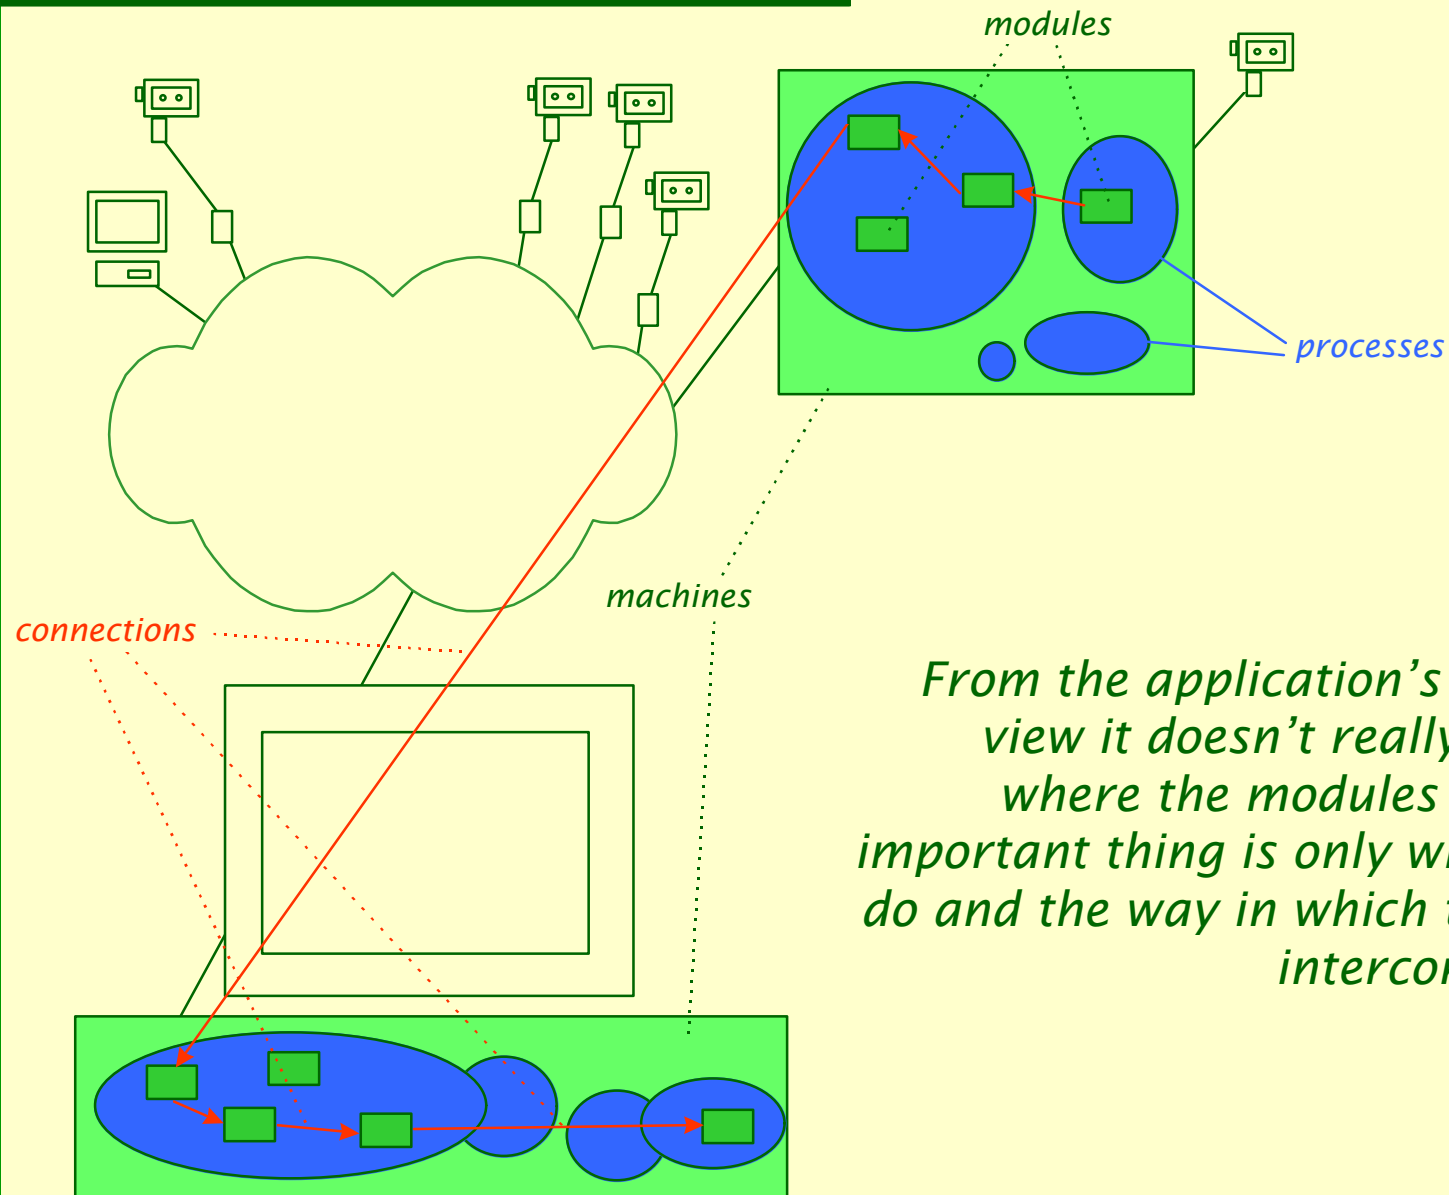 modules
processes
machines
connections
From the application’s
view it doesn’t really
where the modules
important thing is only
do and the way in which